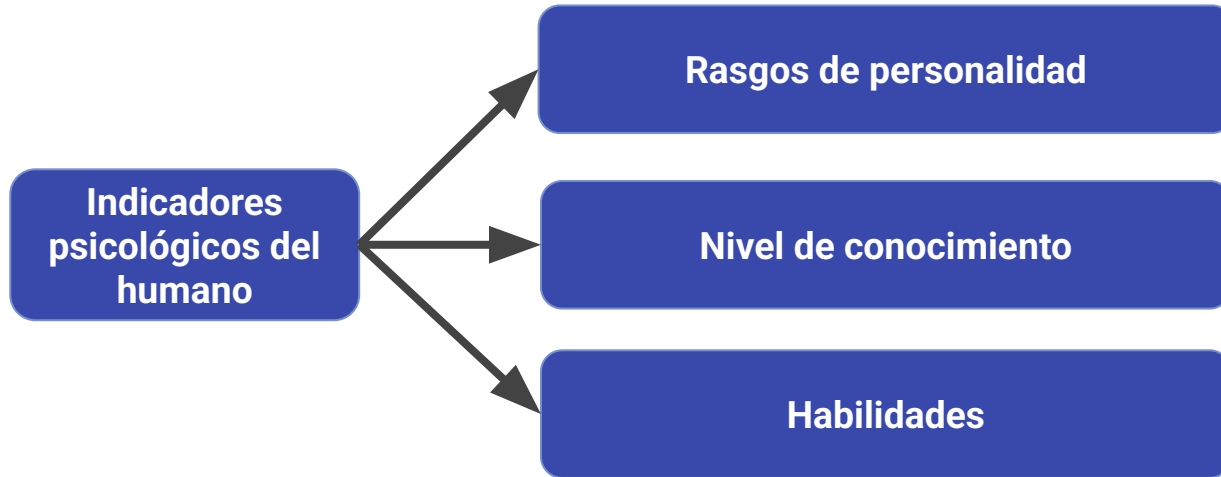 Rasgos de personalidad
Indicadores
psicológicos del
humano
Nivel de conocimiento
Habilidades